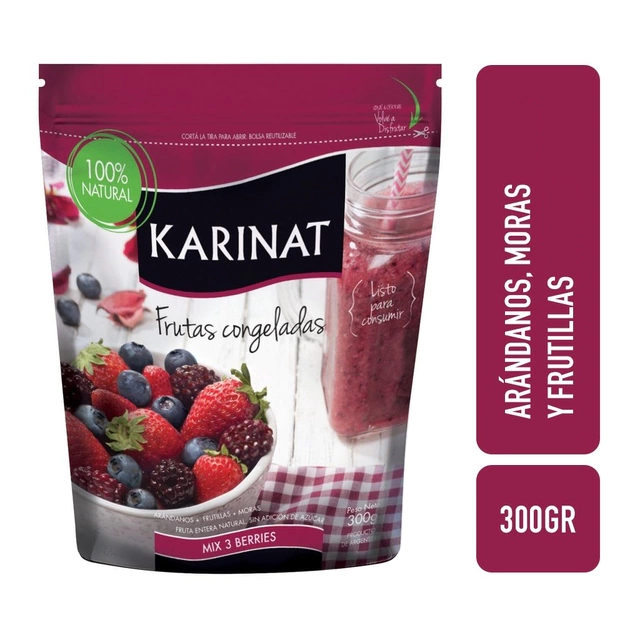 CORTÁ LA TIRA PARA ABRIR. BOLSA REUTILIZABLE
Volvé a
Disfrutar
100%
NATURAL
KARINAT
Frutas congeladas
Listo
para
consumir
ARÁNDANOS + FRUTILLAS + MORAS
FRUTA ENTERA NATURAL, SIN ADICIÓN DE AZÚCAR
MIX 3 BERRIES
Peso Neto
300g
ARÁNDANOS, MORAS
Y FRUTILLAS
300GR